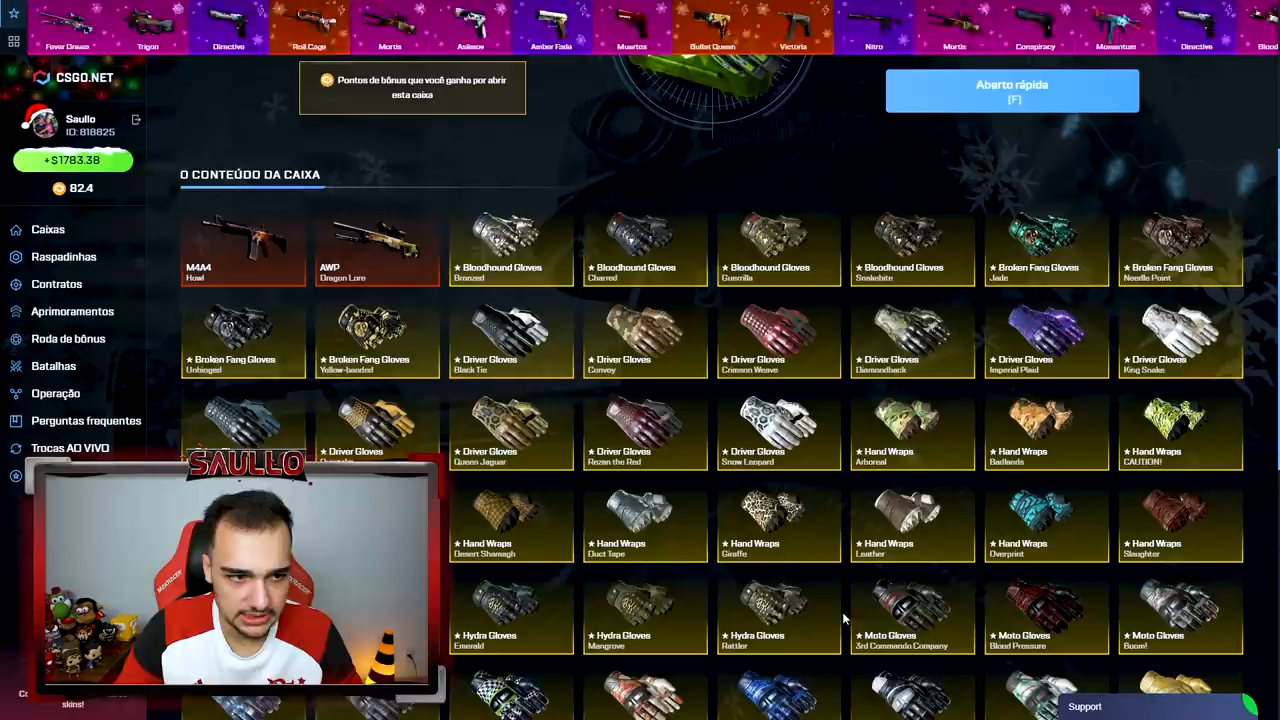 Fever Dream
Trigon
Directive
Roll Cage
Mortis
Asiimov
Amber Fade
Muertos
Bullet Queen
Victoria
Nitro
Mortis
Conspiracy
Momentum
Directive
Blood
CSGO.NET
Saullo
ID: 818825
+$1783.38
82.4
Caixas
Raspadinhas
Contratos
Aprimoramentos
Roda de bônus
Batalhas
Operação
Perguntas frequentes
Trocas AO VIVO
Pontos de bônus que você ganha por abrir
esta caixa
Aberto rápida
[F]
O CONTEÚDO DA CAIXA
M4A4
Howl
AWP
Dragon Lore
★ Bloodhound Gloves
Bronzed
★ Bloodhound Gloves
Charred
★ Bloodhound Gloves
Guerrilla
★ Bloodhound Gloves
Snakebite
★ Broken Fang Gloves
Jade
★ Broken Fang Gloves
Needle Point
★ Broken Fang Gloves
Unhinged
★ Broken Fang Gloves
Yellow-banded
★ Driver Gloves
Black Tie
★ Driver Gloves
Convoy
★ Driver Gloves
Crimson Weave
★ Driver Gloves
Diamondback
★ Driver Gloves
Imperial Plaid
★ Driver Gloves
King Snake
★ Driver Gloves
★ Driver Gloves
Queen Jaguar
★ Driver Gloves
Rezan the Red
★ Driver Gloves
Snow Leopard
★ Hand Wraps
Arboreal
★ Hand Wraps
Badlands
★ Hand Wraps
CAUTION!
★ Hand Wraps
Desert Shamagh
★ Hand Wraps
Duct Tape
★ Hand Wraps
Giraffe
★ Hand Wraps
Leather
★ Hand Wraps
Overprint
★ Hand Wraps
Slaughter
★ Hydra Gloves
Emerald
★ Hydra Gloves
Mangrove
★ Hydra Gloves
Rattler
★ Moto Gloves
3rd Commando Company
★ Moto Gloves
Blood Pressure
★ Moto Gloves
Boom!
SAULLO
MAXRACER
skins!
Support